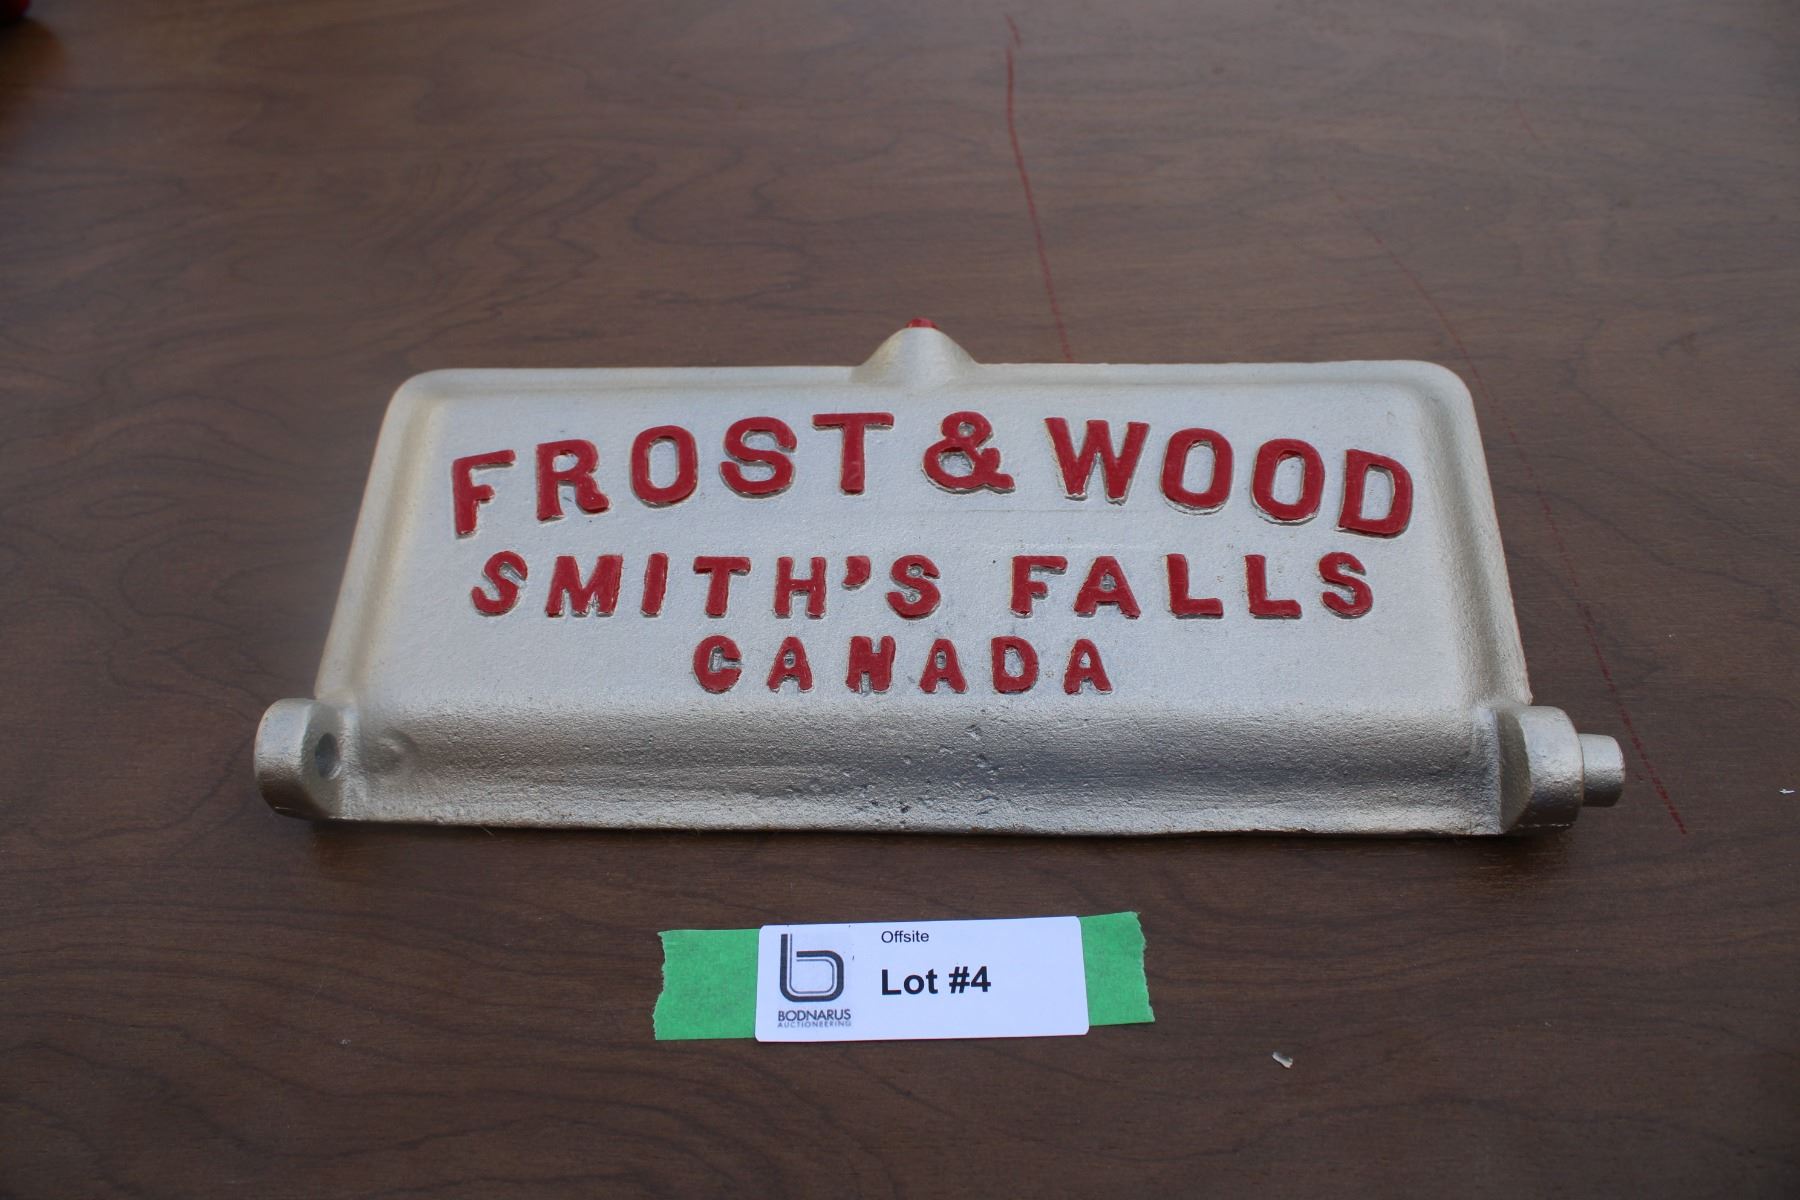 FROST & WOOD
SMITH'S FALLS
CANADA
Offsite
Lot #4
BODNARUS
AUCTIONEERING